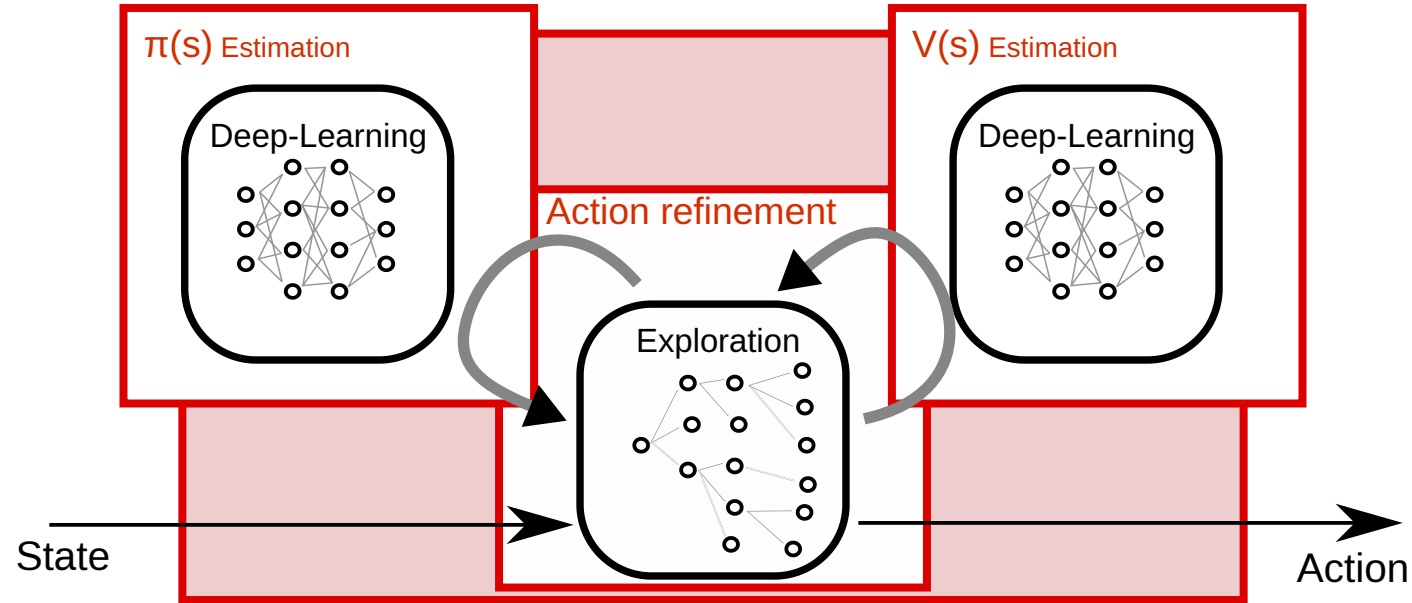 π(s) Estimation
V(s) Estimation
Deep-Learning
Deep-Learning
Action refinement
Exploration
State
Action